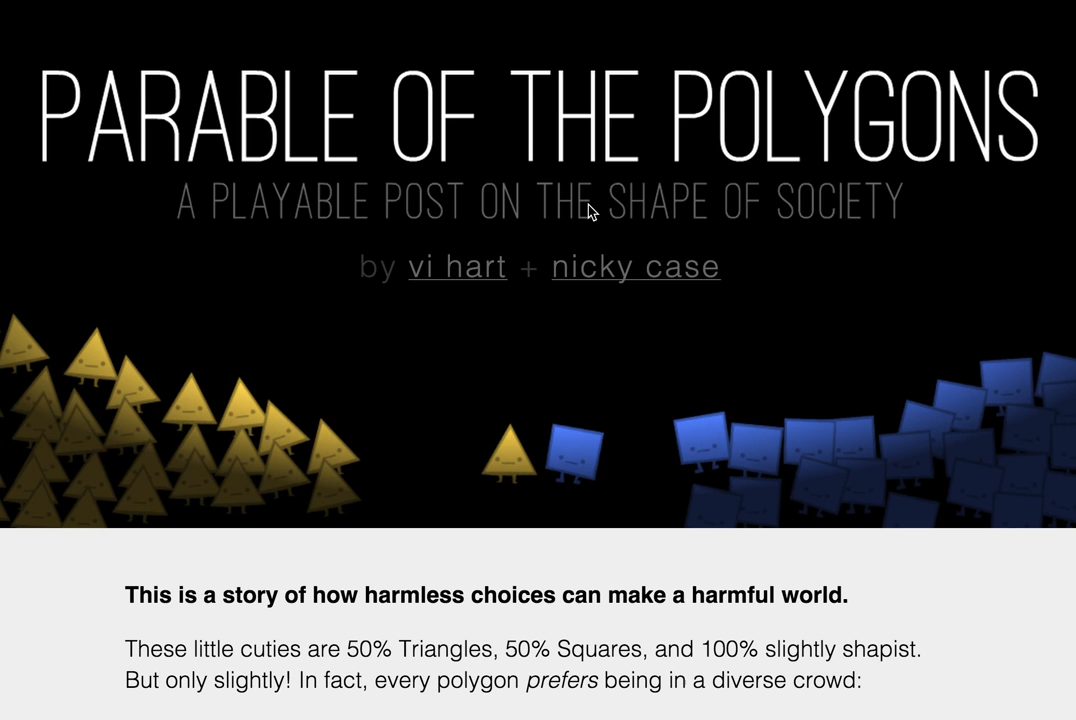 PARABLE OF THE POLYGONS
A PLAYABLE POST ON THE SHAPE OF SOCIETY
by vi hart + nicky case
This is a story of how harmless choices can make a harmful world.
These little cuties are 50% Triangles, 50% Squares, and 100% slightly shapist.
But only slightly! In fact, every polygon prefers being in a diverse crowd: